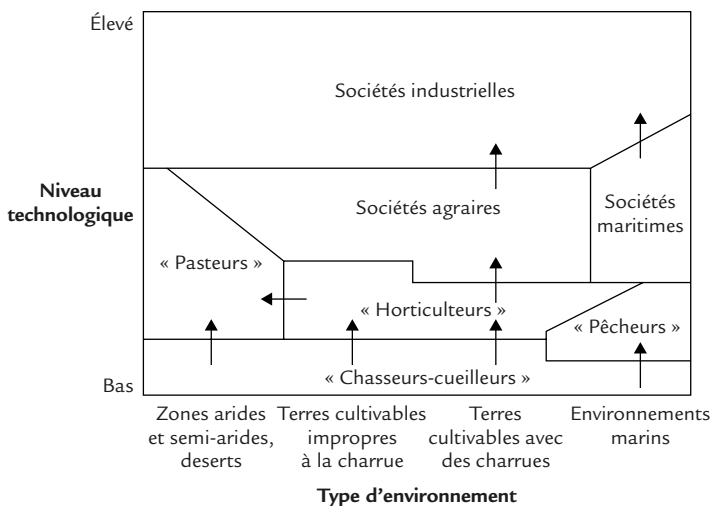 Élevé
Sociétés industrielles
Niveau
technologique
Sociétés agraires
Sociétés
maritimes
« Pasteurs »
« Horticulteurs »
« Pêcheurs »
« Chasseurs-cueilleurs »
Bas
Zones arides
et semi-arides,
deserts
Terres cultivables
impropres
à la charrue
Terres
cultivables avec
des charrues
Environnements
marins
Type d’environnement